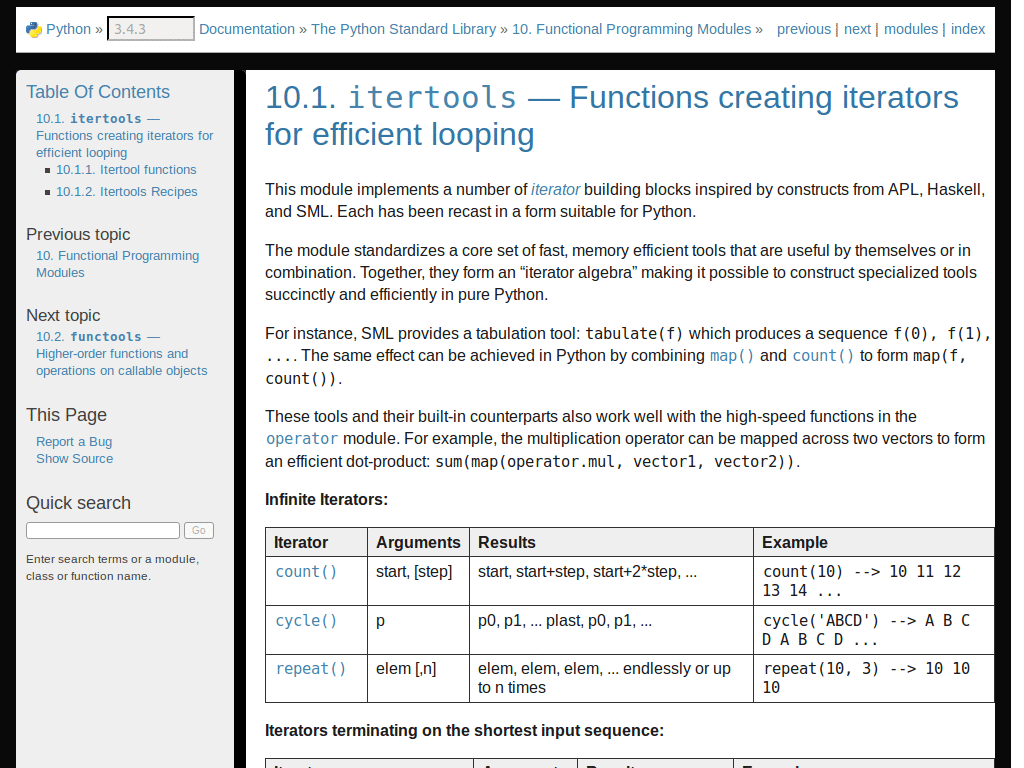 Python » 3.4.3 Documentation » The Python Standard Library » 10. Functional Programming Modules » previous | next | modules | index
Table Of Contents
10.1. itertools —
Functions creating iterators for
efficient looping
10.1.1. Itertool functions
10.1.2. Itertools Recipes
Previous topic
10. Functional Programming
Modules
Next topic
10.2. functools —
Higher-order functions and
operations on callable objects
This Page
Report a Bug
Show Source
Quick search
Go
Enter search terms or a module,
class or function name.
10.1. itertools — Functions creating iterators
for efficient looping
This module implements a number of iterator building blocks inspired by constructs from APL, Haskell,
and SML. Each has been recast in a form suitable for Python.
The module standardizes a core set of fast, memory efficient tools that are useful by themselves or in
combination. Together, they form an “iterator algebra” making it possible to construct specialized tools
succinctly and efficiently in pure Python.
For instance, SML provides a tabulation tool: tabulate(f) which produces a sequence f(0), f(1),
.... The same effect can be achieved in Python by combining map() and count() to form map(f,
count()).
These tools and their built-in counterparts also work well with the high-speed functions in the
operator module. For example, the multiplication operator can be mapped across two vectors to form
an efficient dot-product: sum(map(operator.mul, vector1, vector2)).
Infinite Iterators:
Iterator Arguments Results Example
count() start, [step] start, start+step, start+2*step, ... count(10) --> 10 11 12
13 14 ...
cycle() p p0, p1, ... plast, p0, p1, ... cycle('ABCD') --> A B C
D A B C D ...
repeat() elem [,n] elem, elem, elem, ... endlessly or up repeat(10, 3) --> 10 10
to n times 10
Iterators terminating on the shortest input sequence: